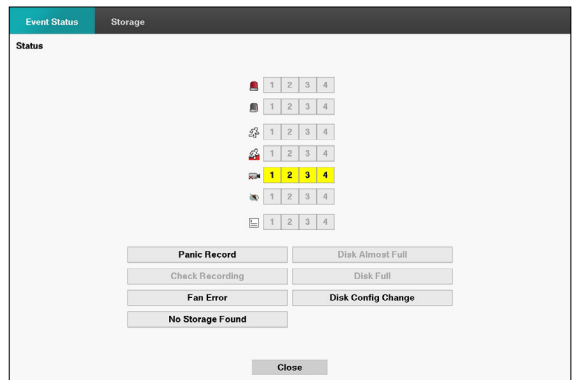 Event Status Storage
Status
1 2 3 4
1 2 3 4
1 2 3 4
1 2 3 4
1 2 3 4
1 2 3 4
1 2 3 4
Panic Record Disk Almost Full
Check Recording Disk Full
Fan Error Disk Config Change
No Storage Found
Close